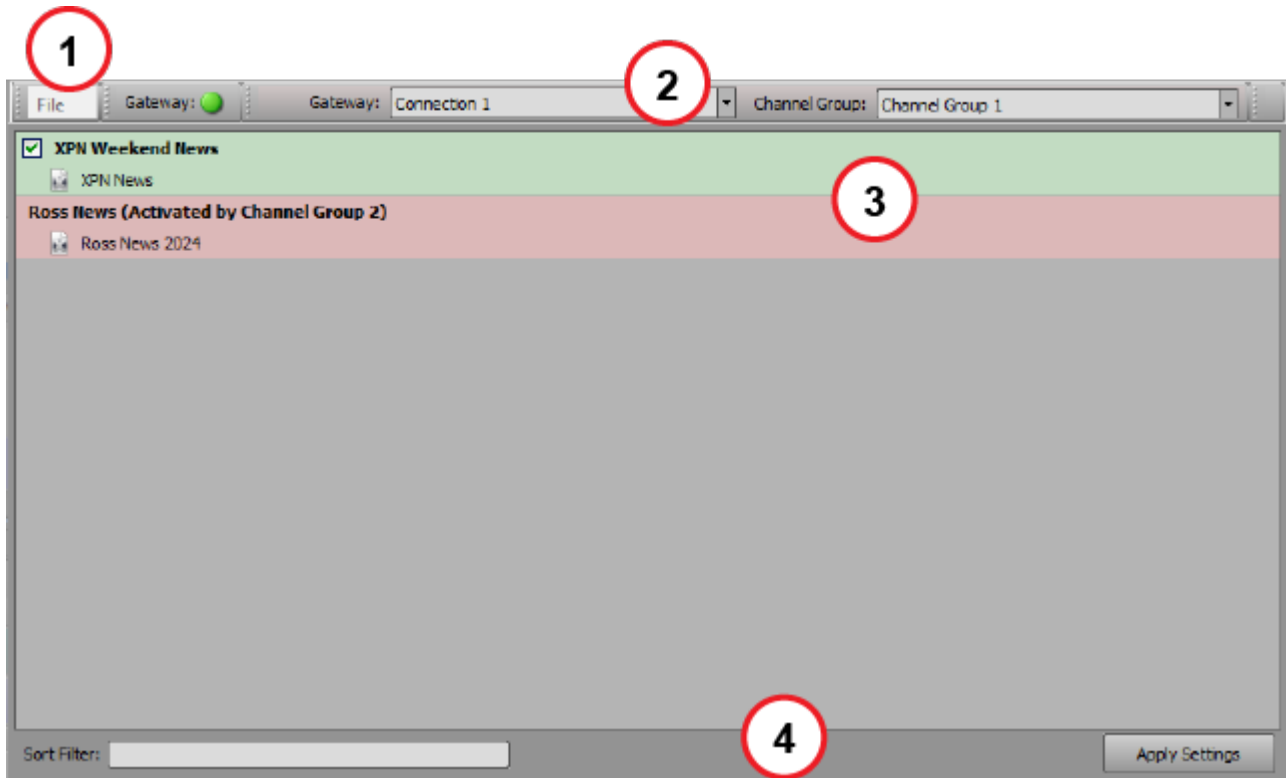 1
2
File Gateway: Gateway: Connection 1 Channel Group: Channel Group 1
XPN Weekend News
XPN News
3
Ross News (Activated by Channel Group 2)
Ross News 2024
4
Sort Filter: Apply Settings